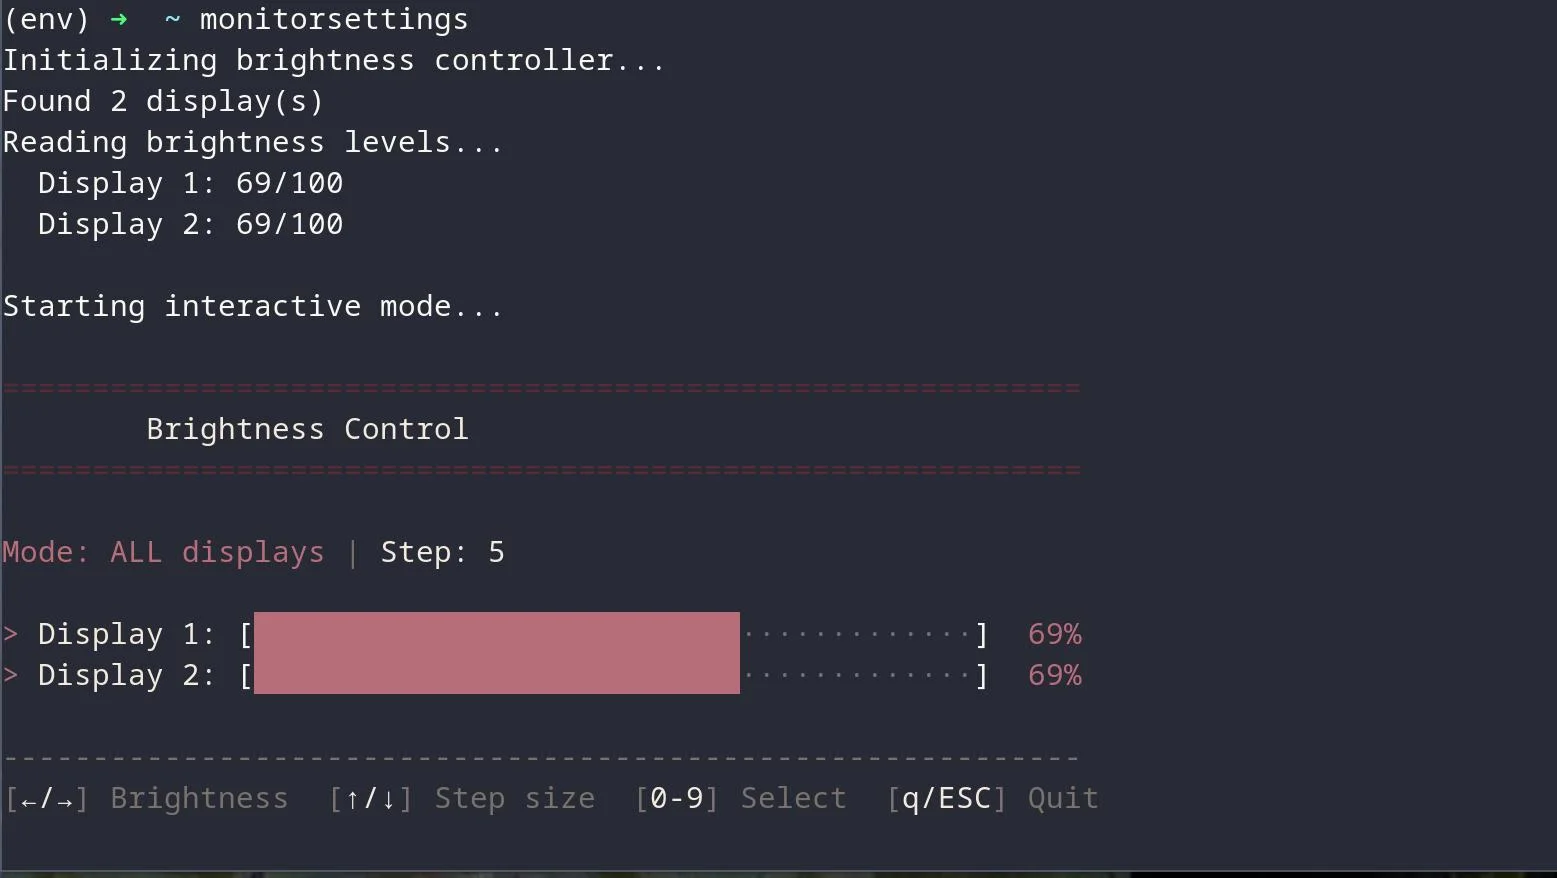 (env) ➜  ~ monitorsettings
Initializing brightness controller...
Found 2 display(s)
Reading brightness levels...
  Display 1: 69/100
  Display 2: 69/100

Starting interactive mode...

============================================================
        Brightness Control
============================================================

Mode: ALL displays | Step: 5

> Display 1: [███████████████████████████·············]  69%
> Display 2: [███████████████████████████·············]  69%

------------------------------------------------------------
[←/→] Brightness  [↑/↓] Step size  [0-9] Select  [q/ESC] Quit